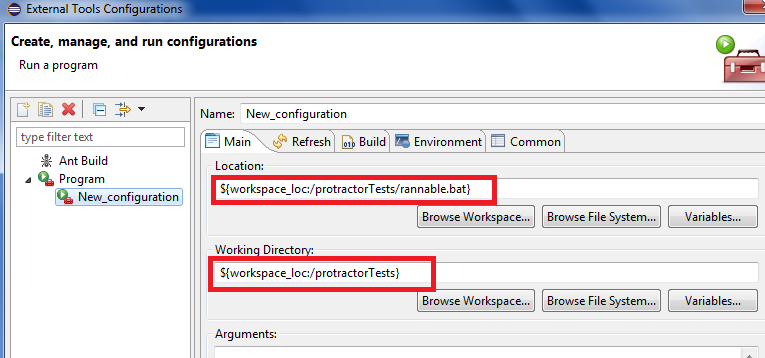 External Tools Configurations
Create, manage, and run configurations
Run a program
Name: New_configuration
type filter text
Main Refresh Build Environment Common
Ant Build
Program
New_configuration
Location:
${workspace_loc:/protractorTests/rannable.bat}
Browse Workspace... Browse File System... Variables...
Working Directory:
${workspace_loc:/protractorTests}
Browse Workspace... Browse File System... Variables...
Arguments: